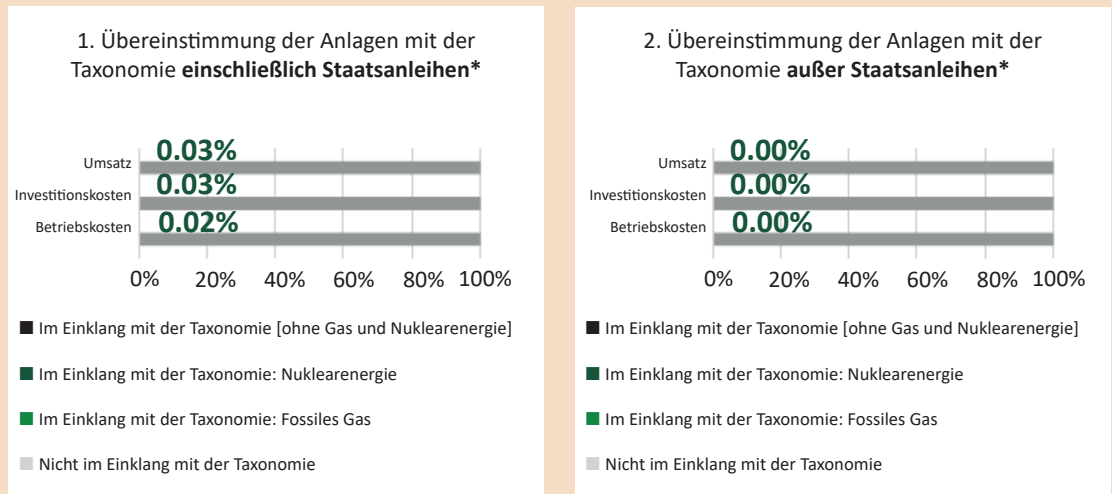 1. Übereinstimmung der Anlagen mit der
Taxonomie einschließlich Staatsanleihen*
Umsatz 0.03%
Investitionskosten 0.03%
Betriebskosten 0.02%
0% 20% 40% 60% 80% 100%
Im Einklang mit der Taxonomie [ohne Gas und Nuklearenergie]
Im Einklang mit der Taxonomie: Nuklearenergie
Im Einklang mit der Taxonomie: Fossiles Gas
Nicht im Einklang mit der Taxonomie
2. Übereinstimmung der Anlagen mit der
Taxonomie außer Staatsanleihen*
Umsatz 0.00%
Investitionskosten 0.00%
Betriebskosten 0.00%
0% 20% 40% 60% 80% 100%
Im Einklang mit der Taxonomie [ohne Gas und Nuklearenergie]
Im Einklang mit der Taxonomie: Nuklearenergie
Im Einklang mit der Taxonomie: Fossiles Gas
Nicht im Einklang mit der Taxonomie